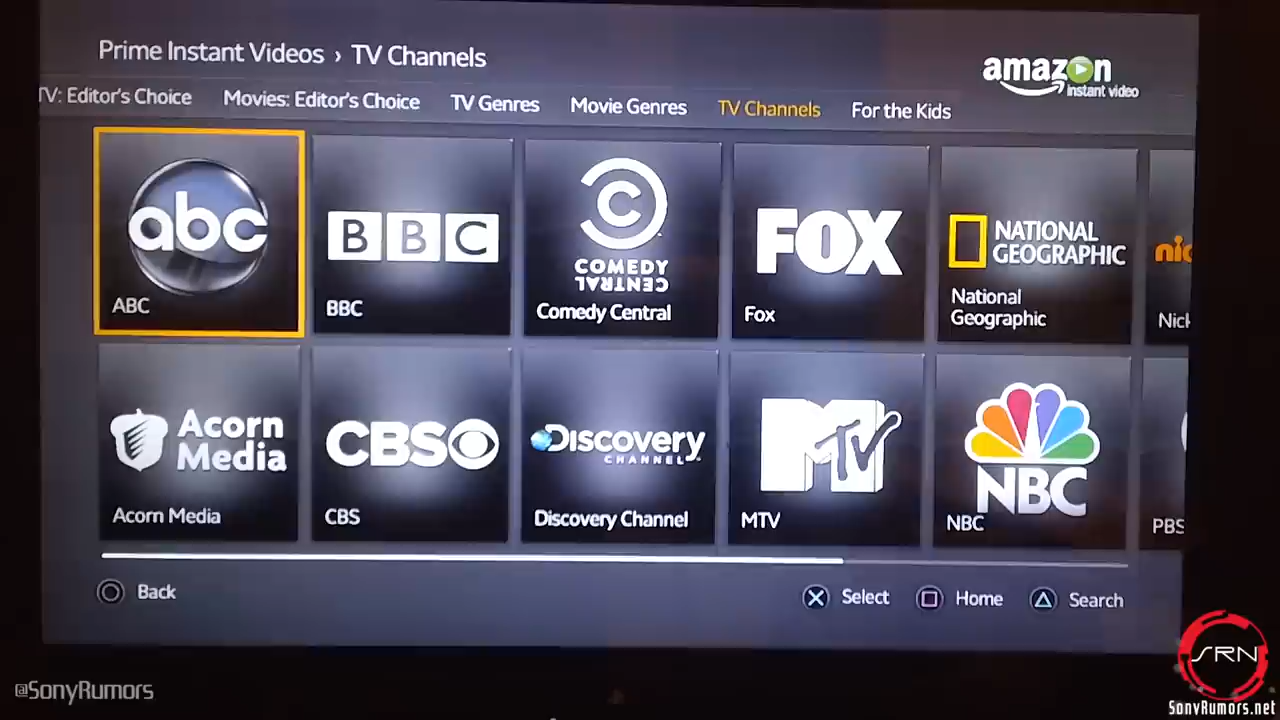 Prime Instant Videos › TV Channels
amazon
instant video
TV: Editor's Choice Movies: Editor's Choice TV Genres Movie Genres TV Channels For the Kids
abc
ABC
BBC
BBC
COMEDY
CENTRAL
Comedy Central
FOX
Fox
NATIONAL
GEOGRAPHIC
National
Geographic
nic
Nick
Acorn
Media
Acorn Media
CBS
CBS
Discovery
CHANNEL
Discovery Channel
MTV
MTV
NBC
NBC
PBS
Back
Select Home Search
@SonyRumors
SRN
SonyRumors.net